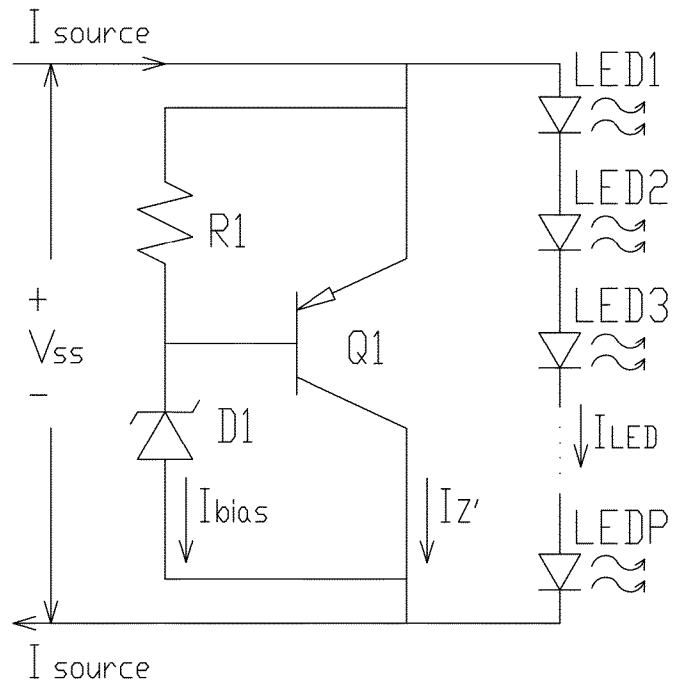 I source
LED1
LED2
R1
LED3
+
Vss
-
Q1
D1
ILED
Ibias
IZ'
LEDP
I source